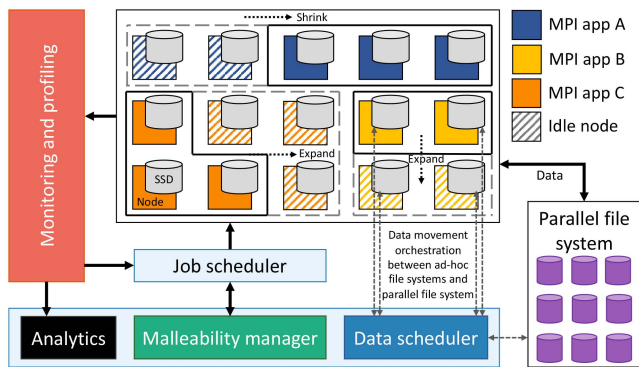 Shrink
MPI app A
MPI app B
MPI app C
Idle node
Monitoring and profiling
Expand
Expand
SSD
Node
Data
Parallel file
system
Data movement
orchestration
between ad-hoc
file systems and
parallel file system
Job scheduler
Analytics
Malleability manager
Data scheduler